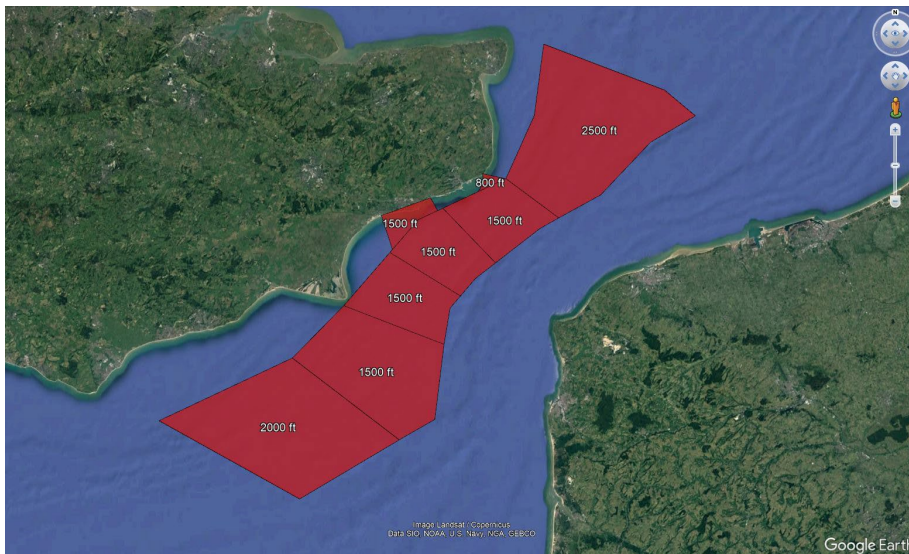 N
2500 ft
800 ft
1500 ft
1500 ft
1500 ft
1500 ft
1500 ft
2000 ft
Image Landsat / Copernicus
Data SIO, NOAA, U.S. Navy, NGA, GEBCO
Google Earth